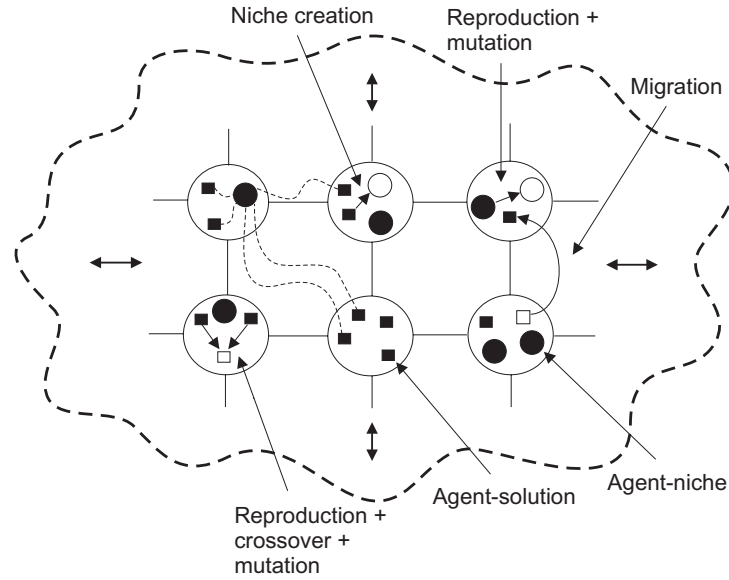 Niche creation
Reproduction +
mutation
Migration
Agent-solution
Agent-niche
Reproduction +
crossover +
mutation